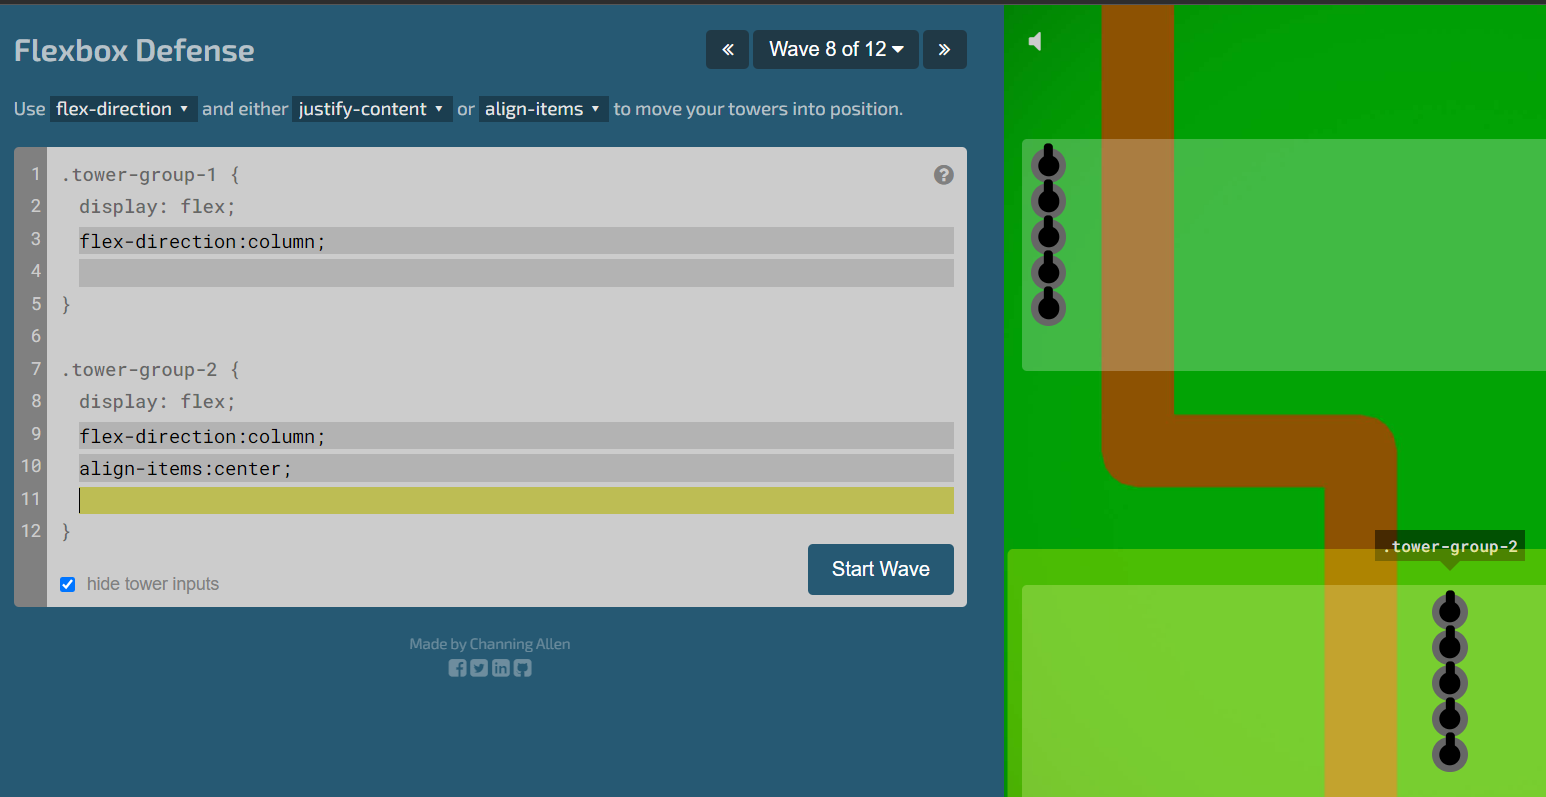 Flexbox Defense
« Wave 8 of 12 »
Use flex-direction and either justify-content or align-items to move your towers into position.
1 .tower-group-1 {
2 display: flex;
3 flex-direction:column;
4
5 }
6
7 .tower-group-2 {
8 display: flex;
9 flex-direction:column;
10 align-items:center;
11
12 }
hide tower inputs
Start Wave
Made by Channing Allen
.tower-group-2